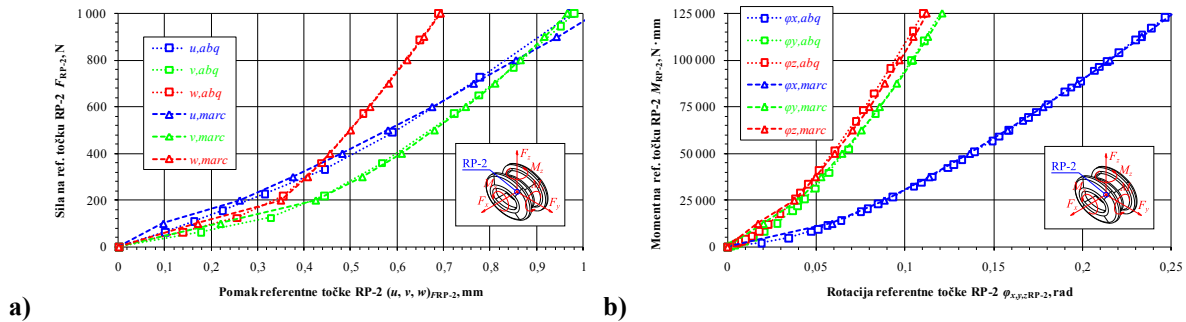 1 000
800
600
400
200
0
Sila na ref. točku RP-2 F_RP-2, N
u,abq
v,abq
w,abq
u,marc
v,marc
w,marc
RP-2
F_z
M_z
F_x
F_y
0 0,1 0,2 0,3 0,4 0,5 0,6 0,7 0,8 0,9 1
Pomak referentne točke RP-2 (u, v, w)_FRP-2, mm
a)
125 000
100 000
75 000
50 000
25 000
0
Moment na ref. točku RP-2 M_RP-2, N · mm
φx,abq
φy,abq
φz,abq
φx,marc
φy,marc
φz,marc
RP-2
F_z
M_z
F_x
F_y
0 0,05 0,1 0,15 0,2 0,25
Rotacija referentne točke RP-2 φ_x,y,zRP-2, rad
b)